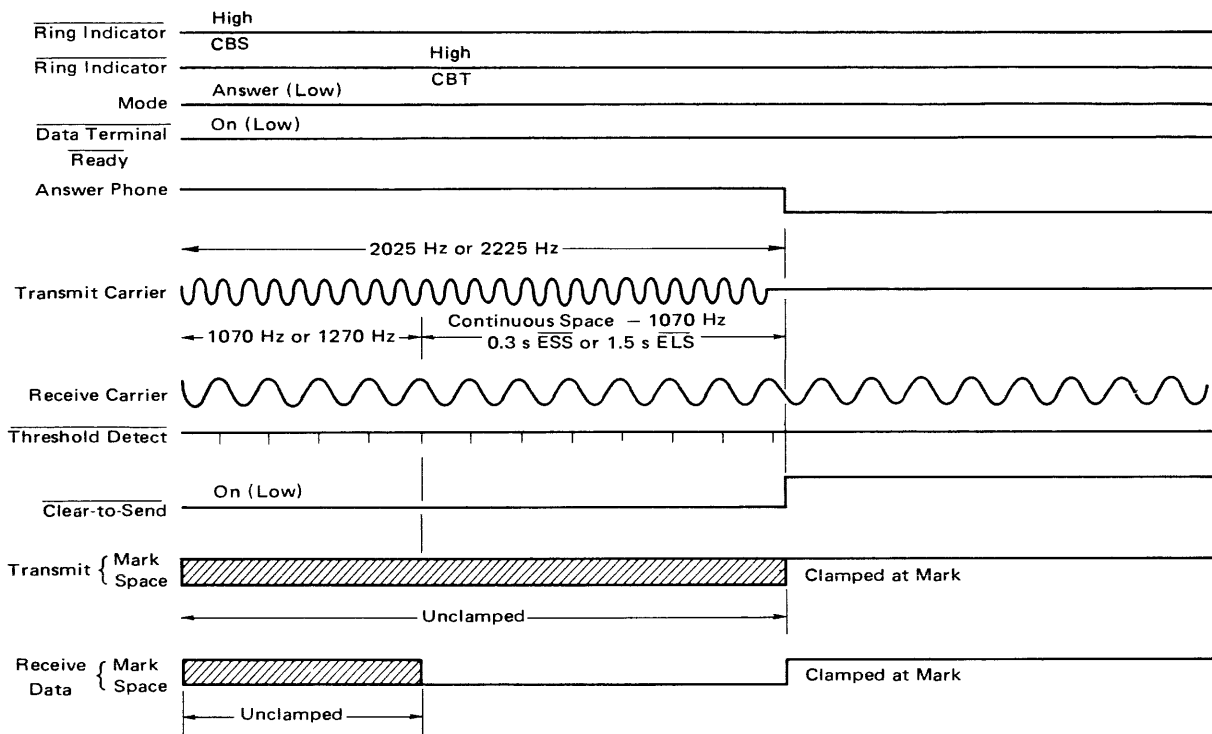 High
Ring Indicator
CBS
High
Ring Indicator
CBT
Answer (Low)
Mode
On (Low)
Data Terminal
Ready
Answer Phone
2025 Hz or 2225 Hz
Transmit Carrier
Continuous Space – 1070 Hz
1070 Hz or 1270 Hz
0.3 s ESS or 1.5 s ELS
Receive Carrier
Threshold Detect
On (Low)
Clear-to-Send
Transmit { Mark
Space
Clamped at Mark
Unclamped
Receive { Mark
Data Space
Clamped at Mark
Unclamped